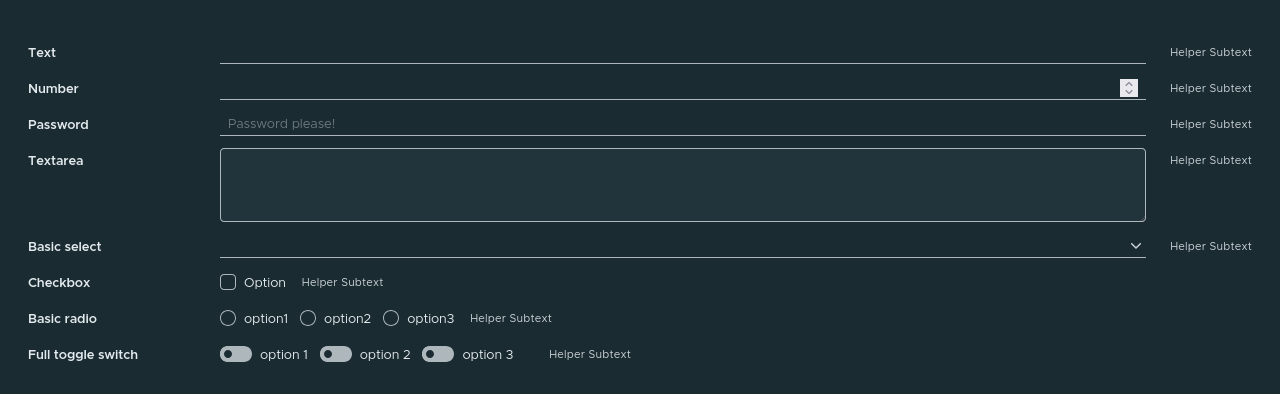 Text Helper Subtext
Number Helper Subtext
Password Password please! Helper Subtext
Textarea Helper Subtext
Basic select Helper Subtext
Checkbox Option Helper Subtext
Basic radio option1 option2 option3 Helper Subtext
Full toggle switch option 1 option 2 option 3 Helper Subtext